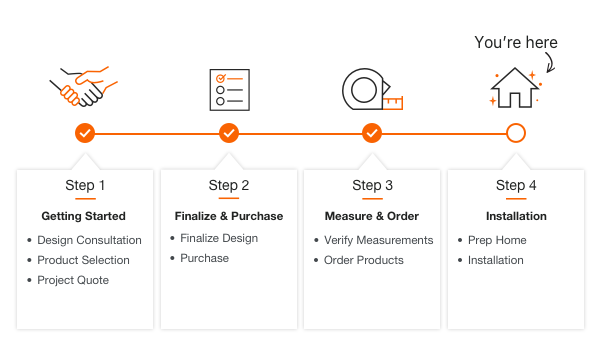 You're here
Step 1
Getting Started
• Design Consultation
• Product Selection
• Project Quote
Step 2
Finalize & Purchase
• Finalize Design
• Purchase
Step 3
Measure & Order
• Verify Measurements
• Order Products
Step 4
Installation
• Prep Home
• Installation